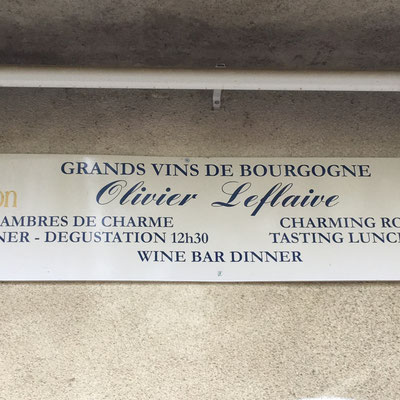 GRANDS VINS DE BOURGOGNE
on Olivier Leflaive
AMBRES DE CHARME CHARMING RO
NER - DEGUSTATION 12h30 TASTING LUNC
WINE BAR DINNER